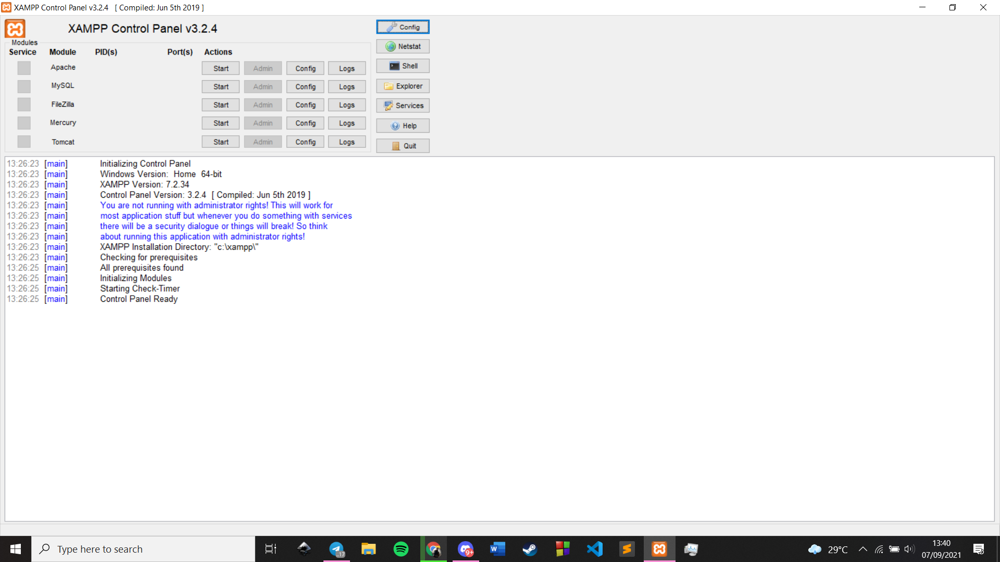 XAMPP Control Panel v3.2.4   [ Compiled: Jun 5th 2019 ]
XAMPP Control Panel v3.2.4
Config
Netstat
Shell
Explorer
Services
Help
Quit
Modules
Service Module PID(s) Port(s) Actions
Apache Start Admin Config Logs
MySQL Start Admin Config Logs
FileZilla Start Admin Config Logs
Mercury Start Admin Config Logs
Tomcat Start Admin Config Logs
13:26:23 [main] Initializing Control Panel
13:26:23 [main] Windows Version:  Home  64-bit
13:26:23 [main] XAMPP Version: 7.2.34
13:26:23 [main] Control Panel Version: 3.2.4  [ Compiled: Jun 5th 2019 ]
13:26:23 [main] You are not running with administrator rights! This will work for
13:26:23 [main] most application stuff but whenever you do something with services
13:26:23 [main] there will be a security dialogue or things will break! So think
13:26:23 [main] about running this application with administrator rights!
13:26:23 [main] XAMPP Installation Directory: "c:\xampp\"
13:26:23 [main] Checking for prerequisites
13:26:25 [main] All prerequisites found
13:26:25 [main] Initializing Modules
13:26:25 [main] Starting Check-Timer
13:26:25 [main] Control Panel Ready
Type here to search
17
9+
W
29°C
13:40
07/09/2021